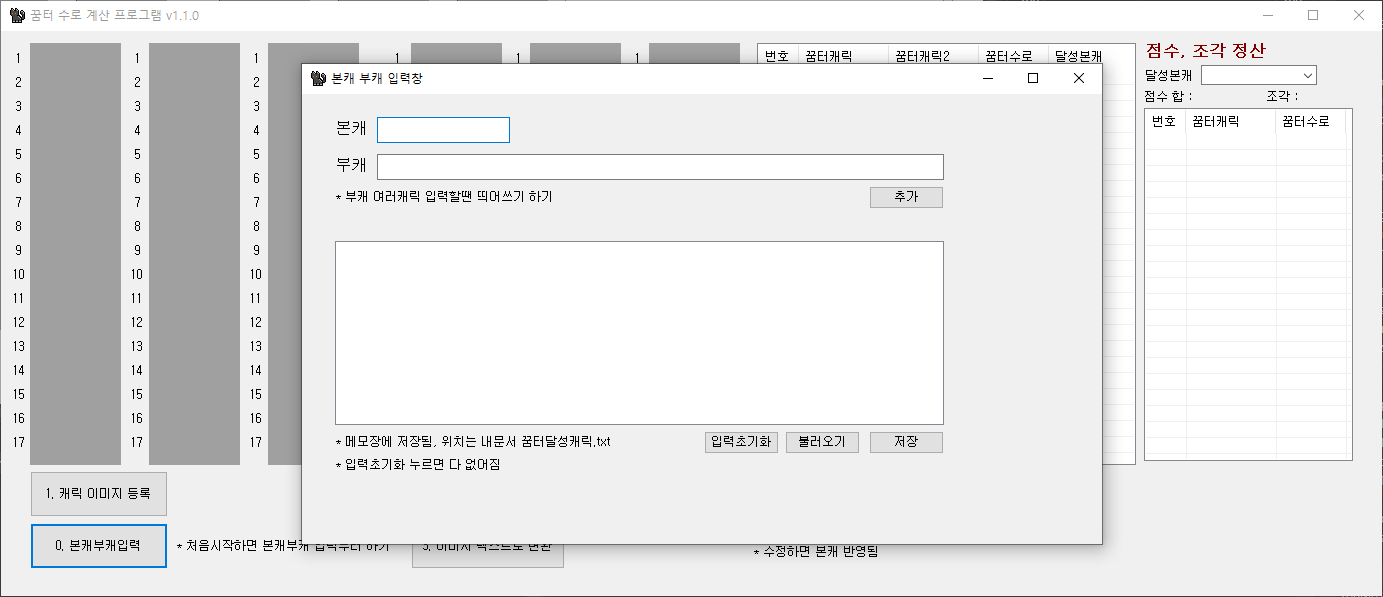 꿈터 수로 계산 프로그램 v1.1.0
1 1 1 1 1 1
2 2 2
3 3 3
4 4 4
5 5 5
6 6 6
7 7 7
8 8 8
9 9 9
10 10 10
11 11 11
12 12 12
13 13 13
14 14 14
15 15 15
16 16 16
17 17 17
번호 꿈터캐릭 꿈터캐릭2 꿈터수로 달성본캐
점수, 조각 정산
달성본캐
점수 합 : 조각 :
번호 꿈터캐릭 꿈터수로
본캐 부캐 입력창
본캐
부캐
* 부캐 여러캐릭 입력할땐 띄어쓰기 하기
추가
* 메모장에 저장됨, 위치는 내문서 꿈터달성캐릭.txt
입력초기화 불러오기 저장
* 입력초기화 누르면 다 없어짐
1. 캐릭 이미지 등록
0. 본캐부캐입력 * 처음시작하면 본캐부캐 입력부터 하기
* 수정하면 본캐 반영됨